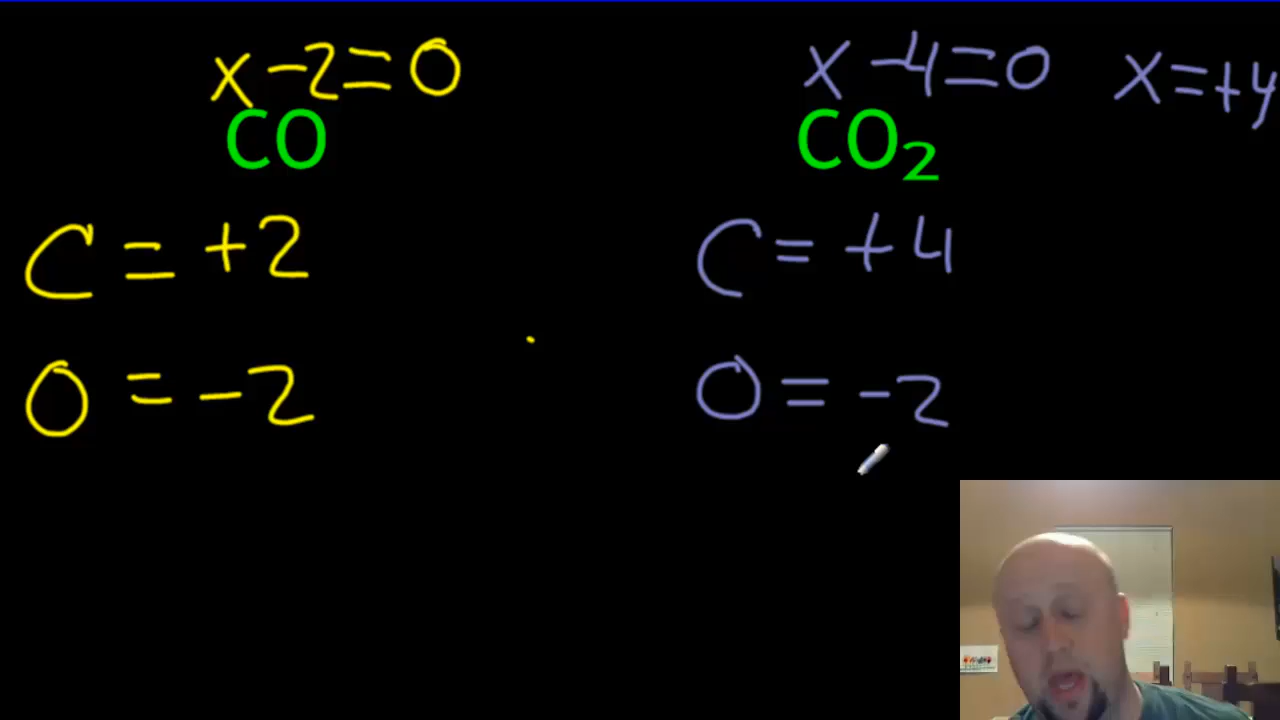 x - 2 = 0
CO
C = +2
O = -2
x - 4 = 0 x = +4
CO₂
C = +4
O = -2